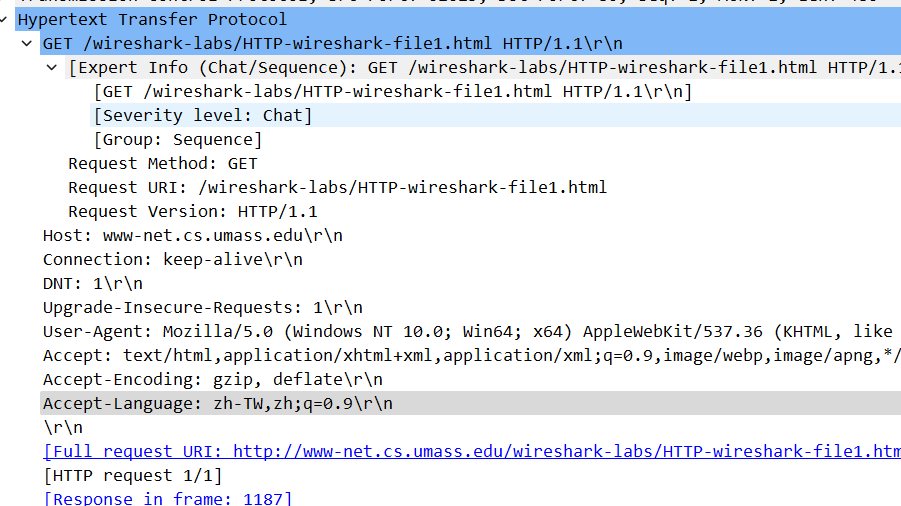 Hypertext Transfer Protocol
GET /wireshark-labs/HTTP-wireshark-file1.html HTTP/1.1\r\n
[Expert Info (Chat/Sequence): GET /wireshark-labs/HTTP-wireshark-file1.html HTTP/1.1
[GET /wireshark-labs/HTTP-wireshark-file1.html HTTP/1.1\r\n]
[Severity level: Chat]
[Group: Sequence]
Request Method: GET
Request URI: /wireshark-labs/HTTP-wireshark-file1.html
Request Version: HTTP/1.1
Host: www-net.cs.umass.edu\r\n
Connection: keep-alive\r\n
DNT: 1\r\n
Upgrade-Insecure-Requests: 1\r\n
User-Agent: Mozilla/5.0 (Windows NT 10.0; Win64; x64) AppleWebKit/537.36 (KHTML, like
Accept: text/html,application/xhtml+xml,application/xml;q=0.9,image/webp,image/apng,*/
Accept-Encoding: gzip, deflate\r\n
Accept-Language: zh-TW,zh;q=0.9\r\n
\r\n
[Full request URI: http://www-net.cs.umass.edu/wireshark-labs/HTTP-wireshark-file1.htm
[HTTP request 1/1]
[Response in frame: 1187]